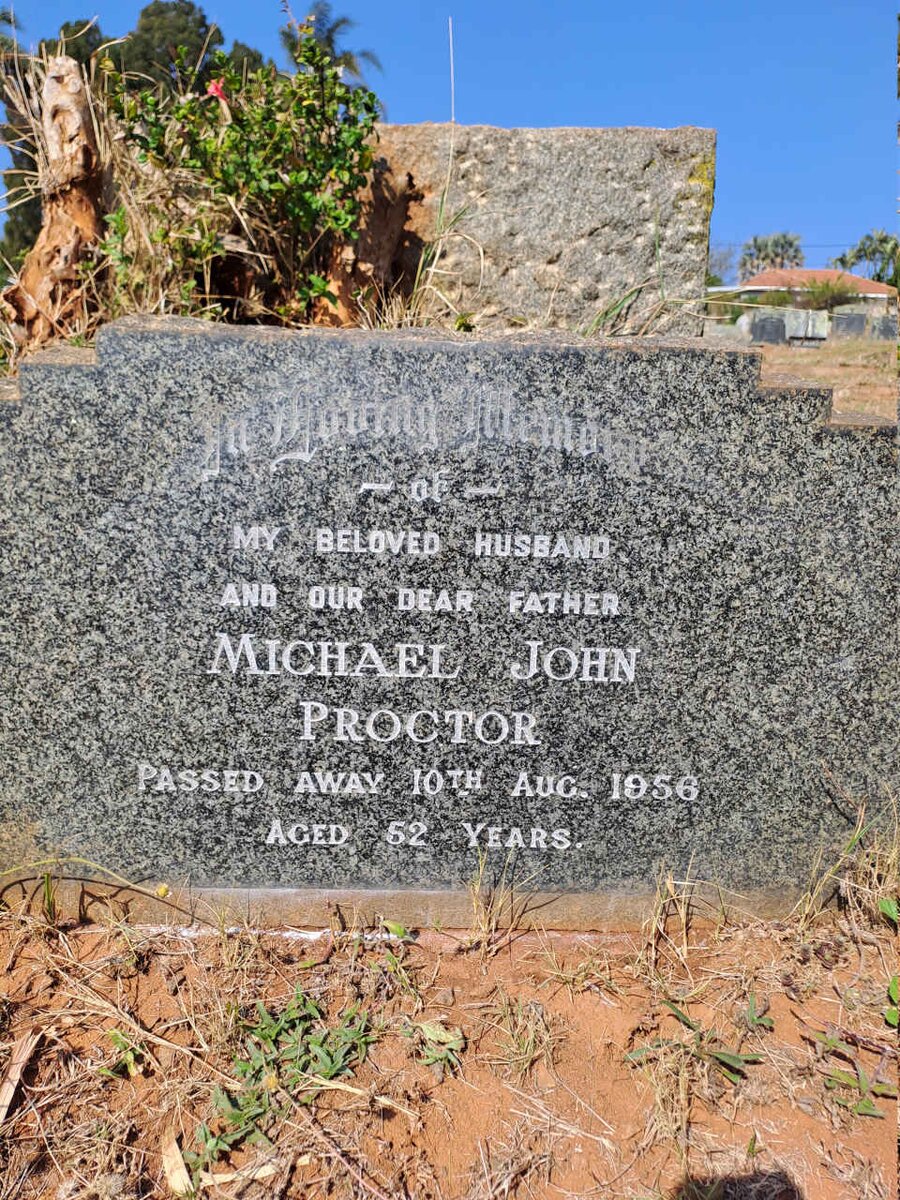 In Loving Memory
– of –
MY BELOVED HUSBAND
AND OUR DEAR FATHER
MICHAEL JOHN
PROCTOR
PASSED AWAY 10TH AUG. 1956
AGED 52 YEARS.